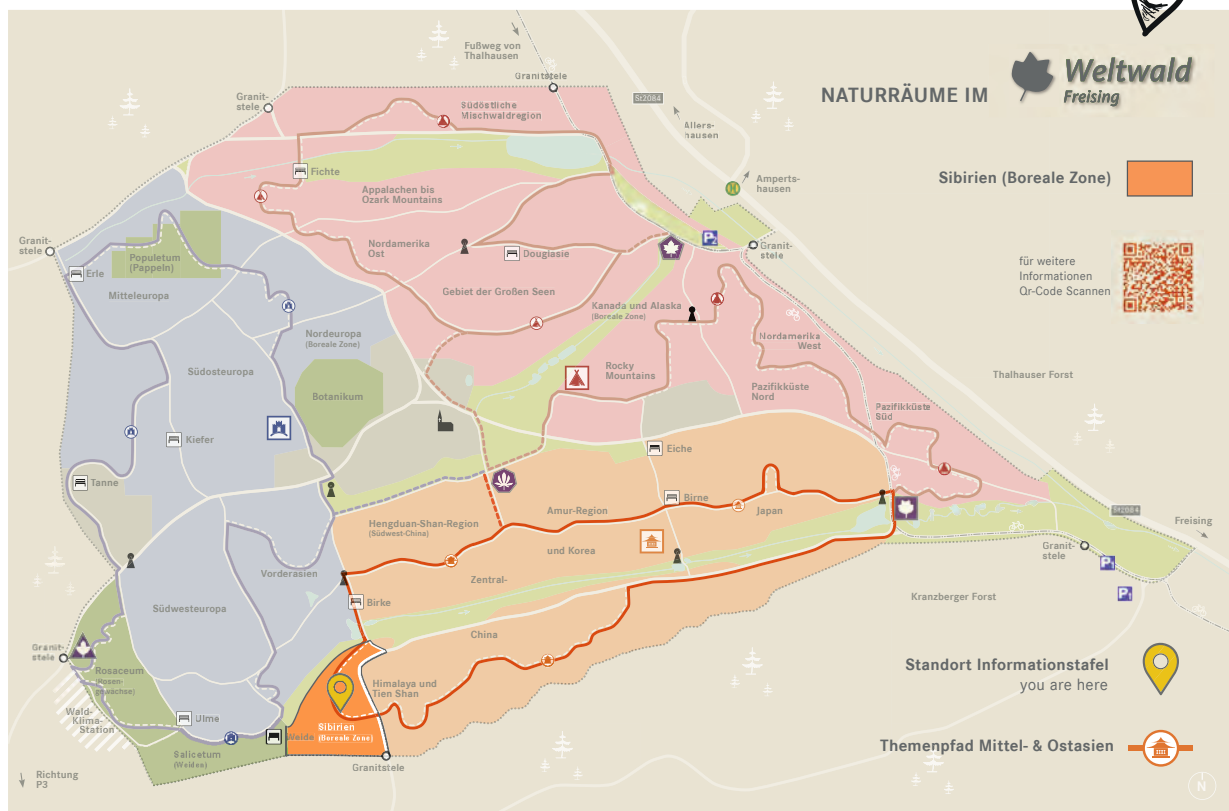 NATURRÄUME IM
Weltwald
Freising
Sibirien (Boreale Zone)
für weitere
Informationen
Qr-Code Scannen
Fußweg von
Thalhausen
Granitstele
Granit-
stele
St2084
Allers-
hausen
Südöstliche
Mischwaldregion
H
Amperts-
hausen
Fichte
Appalachen bis
Ozark Mountains
Granit-
stele
P2
Granit-
stele
Nordamerika
Ost
Douglasie
Populetum
(Pappeln)
Erle
Mitteleuropa
Gebiet der Großen Seen
Kanada und Alaska
(Boreale Zone)
Nordeuropa
(Boreale Zone)
Nordamerika
West
Südosteuropa
Rocky
Mountains
Thalhauser Forst
Botanikum
Pazifikküste
Nord
Pazifikküste
Süd
Kiefer
Eiche
Tanne
Birne
Amur-Region
Japan
St2084
Freising
Hengduan-Shan-Region
(Südwest-China)
und Korea
Granit-
stele
P1
Vorderasien
Zentral-
P1
Kranzberger Forst
Birke
Südwesteuropa
China
Granit-
stele
Rosaceum
(Rosen-
gewächse)
Himalaya und
Tien Shan
Standort Informationstafel
you are here
Wald-
Klima-
Station
Ulme
Weide
Sibirien
(Boreale Zone)
Salicetum
(Weiden)
Granitstele
Themenpfad Mittel- & Ostasien
Richtung
P3
N